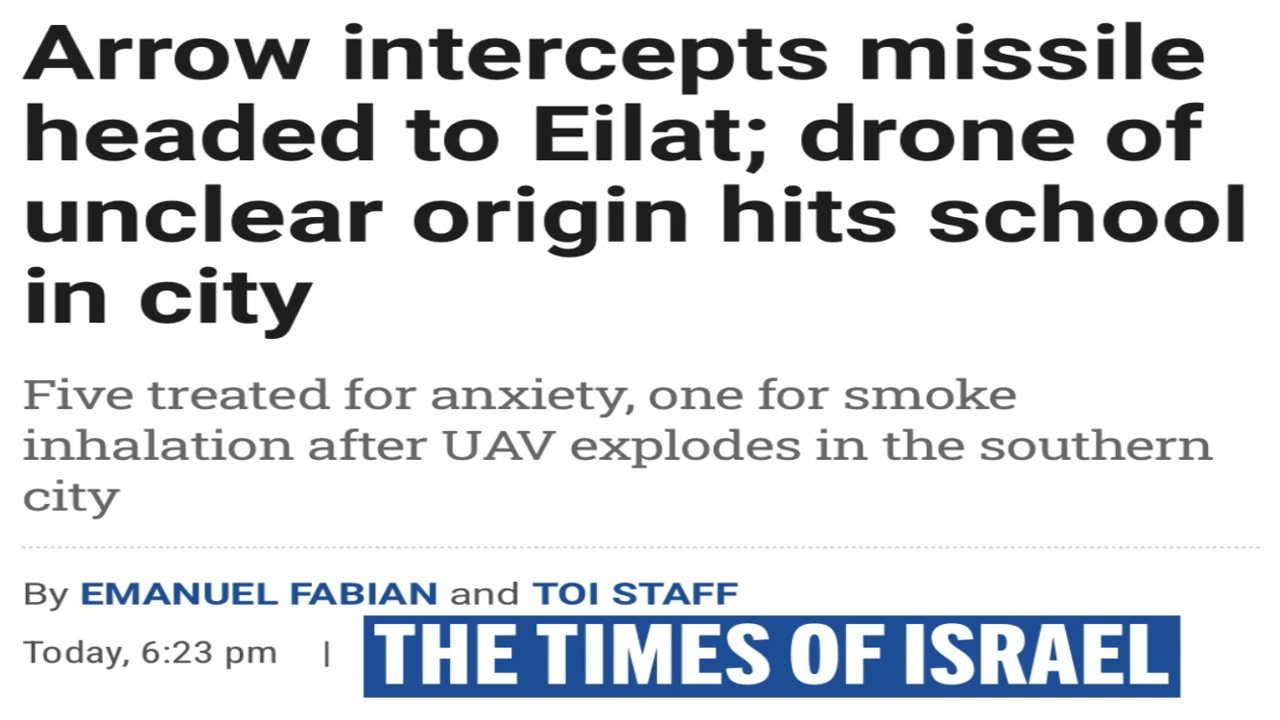 Arrow intercepts missile
headed to Eilat; drone of
unclear origin hits school
in city
Five treated for anxiety, one for smoke
inhalation after UAV explodes in the southern
city
By EMANUEL FABIAN and TOI STAFF
Today, 6:23 pm | THE TIMES OF ISRAEL